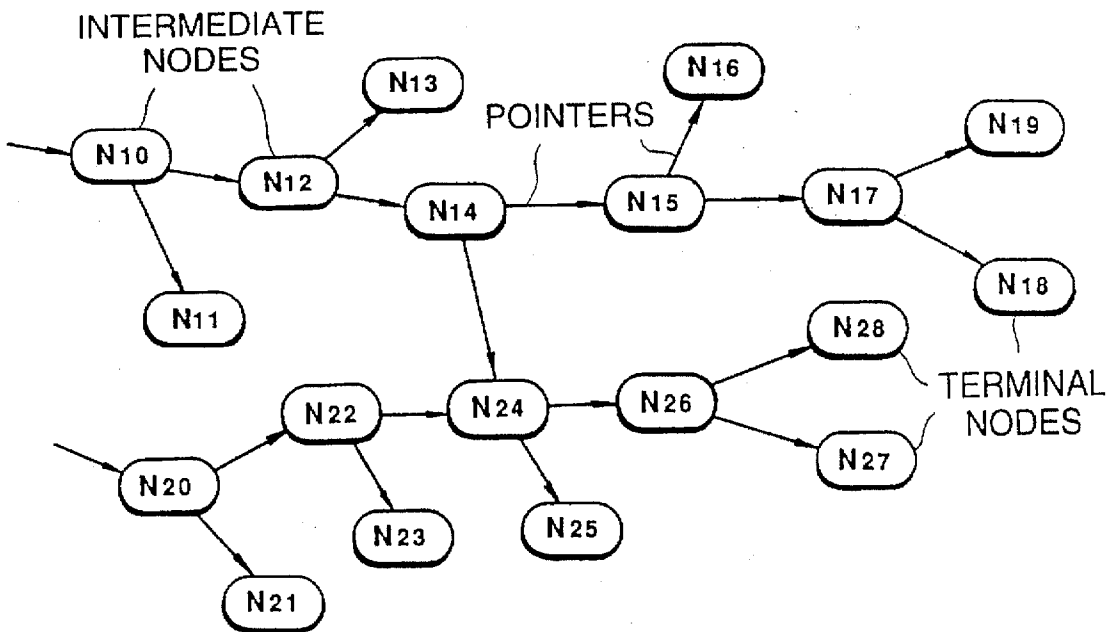 INTERMEDIATE
NODES
N13
N16
POINTERS
N19
N10
N12
N14
N15
N17
N18
N11
N28
TERMINAL
NODES
N22
N24
N26
N27
N20
N23
N25
N21